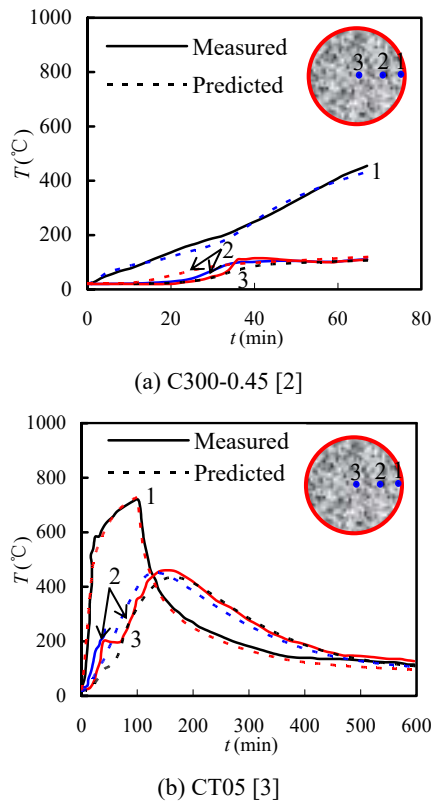 1000
800
600
400
200
0
T (℃)
Measured
Predicted
3 2 1
1
2
3
0 20 40 60 80
t (min)
(a) C300-0.45 [2]
1000
800
600
400
200
0
T (℃)
Measured
Predicted
3 2 1
1
2
3
0 100 200 300 400 500 600
t (min)
(b) CT05 [3]